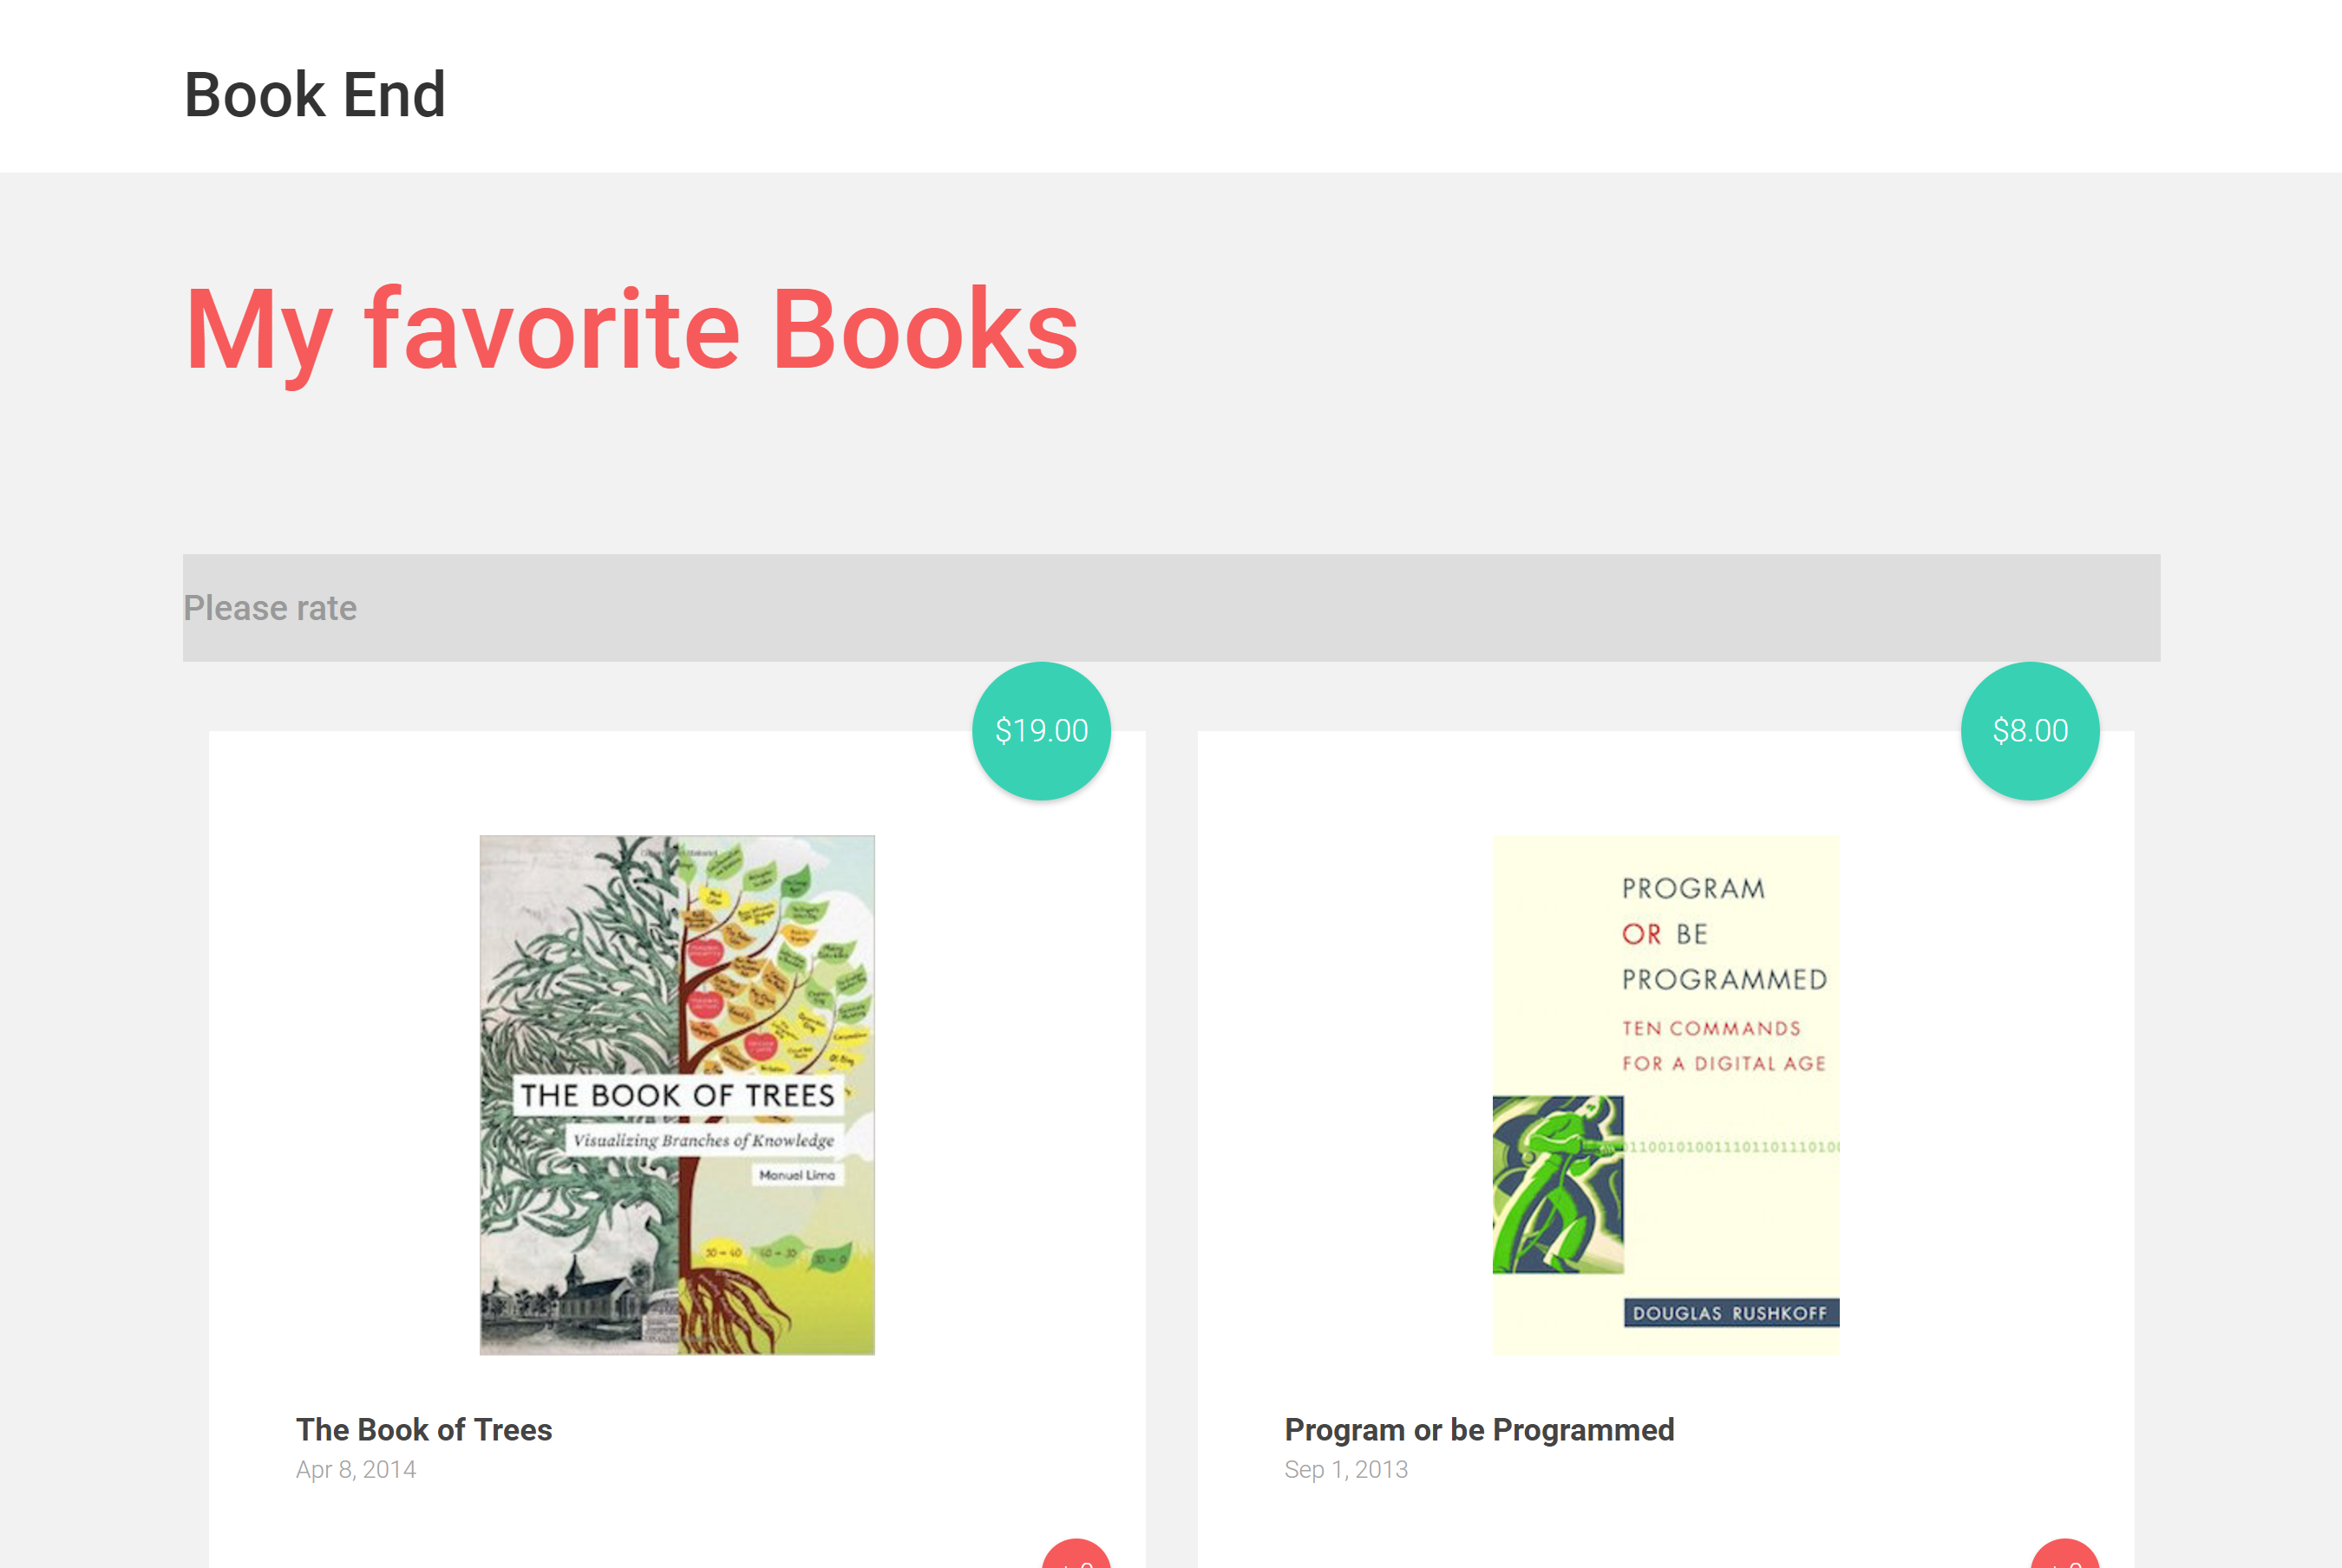 Book End
My favorite Books
Please rate
$19.00
$8.00
THE BOOK OF TREES
Visualizing Branches of Knowledge
Manuel Lima
PROGRAM
OR BE
PROGRAMMED
TEN COMMANDS
FOR A DIGITAL AGE
DOUGLAS RUSHKOFF
The Book of Trees
Apr 8, 2014
Program or be Programmed
Sep 1, 2013